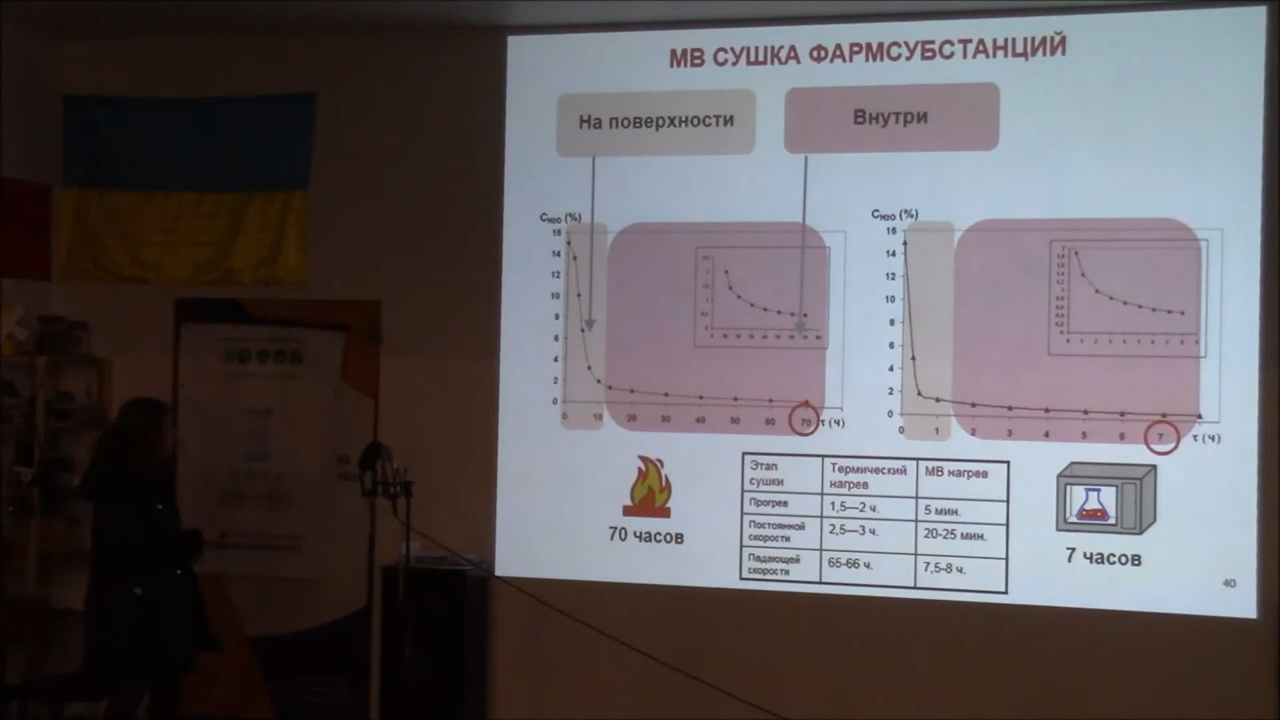 МВ СУШКА ФАРМСУБСТАНЦИЙ
На поверхности
Внутри
C_H2O (%)
16
14
12
10
8
6
4
2
0
0 10 20 30 40 50 60 70 τ (ч)
C_H2O (%)
16
14
12
10
8
6
4
2
0
0 1 2 3 4 5 6 7 τ (ч)
70 часов
Этап сушки Термический нагрев МВ нагрев
Прогрев 1,5—2 ч. 5 мин.
Постоянной скорости 2,5—3 ч. 20-25 мин.
Падающей скорости 65-66 ч. 7,5-8 ч.
7 часов
40